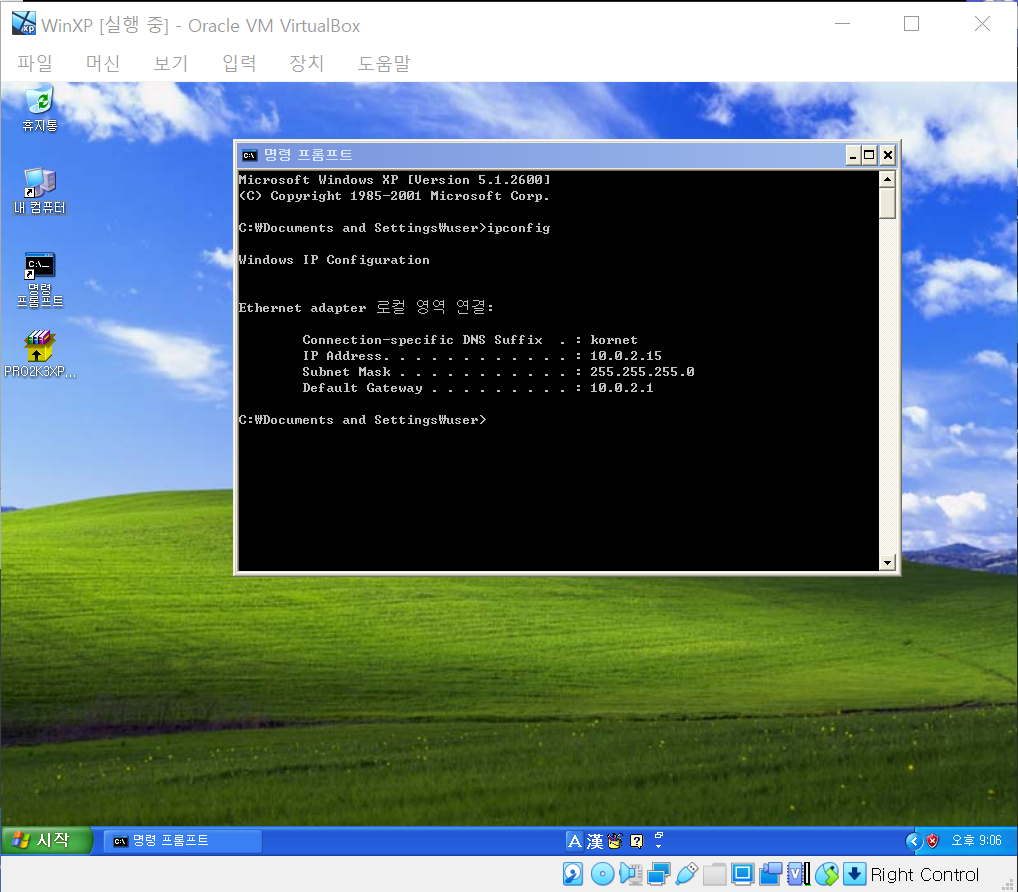 WinXP [실행 중] - Oracle VM VirtualBox
파일 머신 보기 입력 장치 도움말
휴지통
내 컴퓨터
명령
프롬프트
PRO2K3XP...
명령 프롬프트
Microsoft Windows XP [Version 5.1.2600]
(C) Copyright 1985-2001 Microsoft Corp.
C:₩Documents and Settings₩user>ipconfig
Windows IP Configuration
Ethernet adapter 로컬 영역 연결:
Connection-specific DNS Suffix . : kornet
IP Address. . . . . . . . . . . . : 10.0.2.15
Subnet Mask . . . . . . . . . . . : 255.255.255.0
Default Gateway . . . . . . . . . : 10.0.2.1
C:₩Documents and Settings₩user>
시작 명령 프롬프트 A 漢 오후 9:06
Right Control